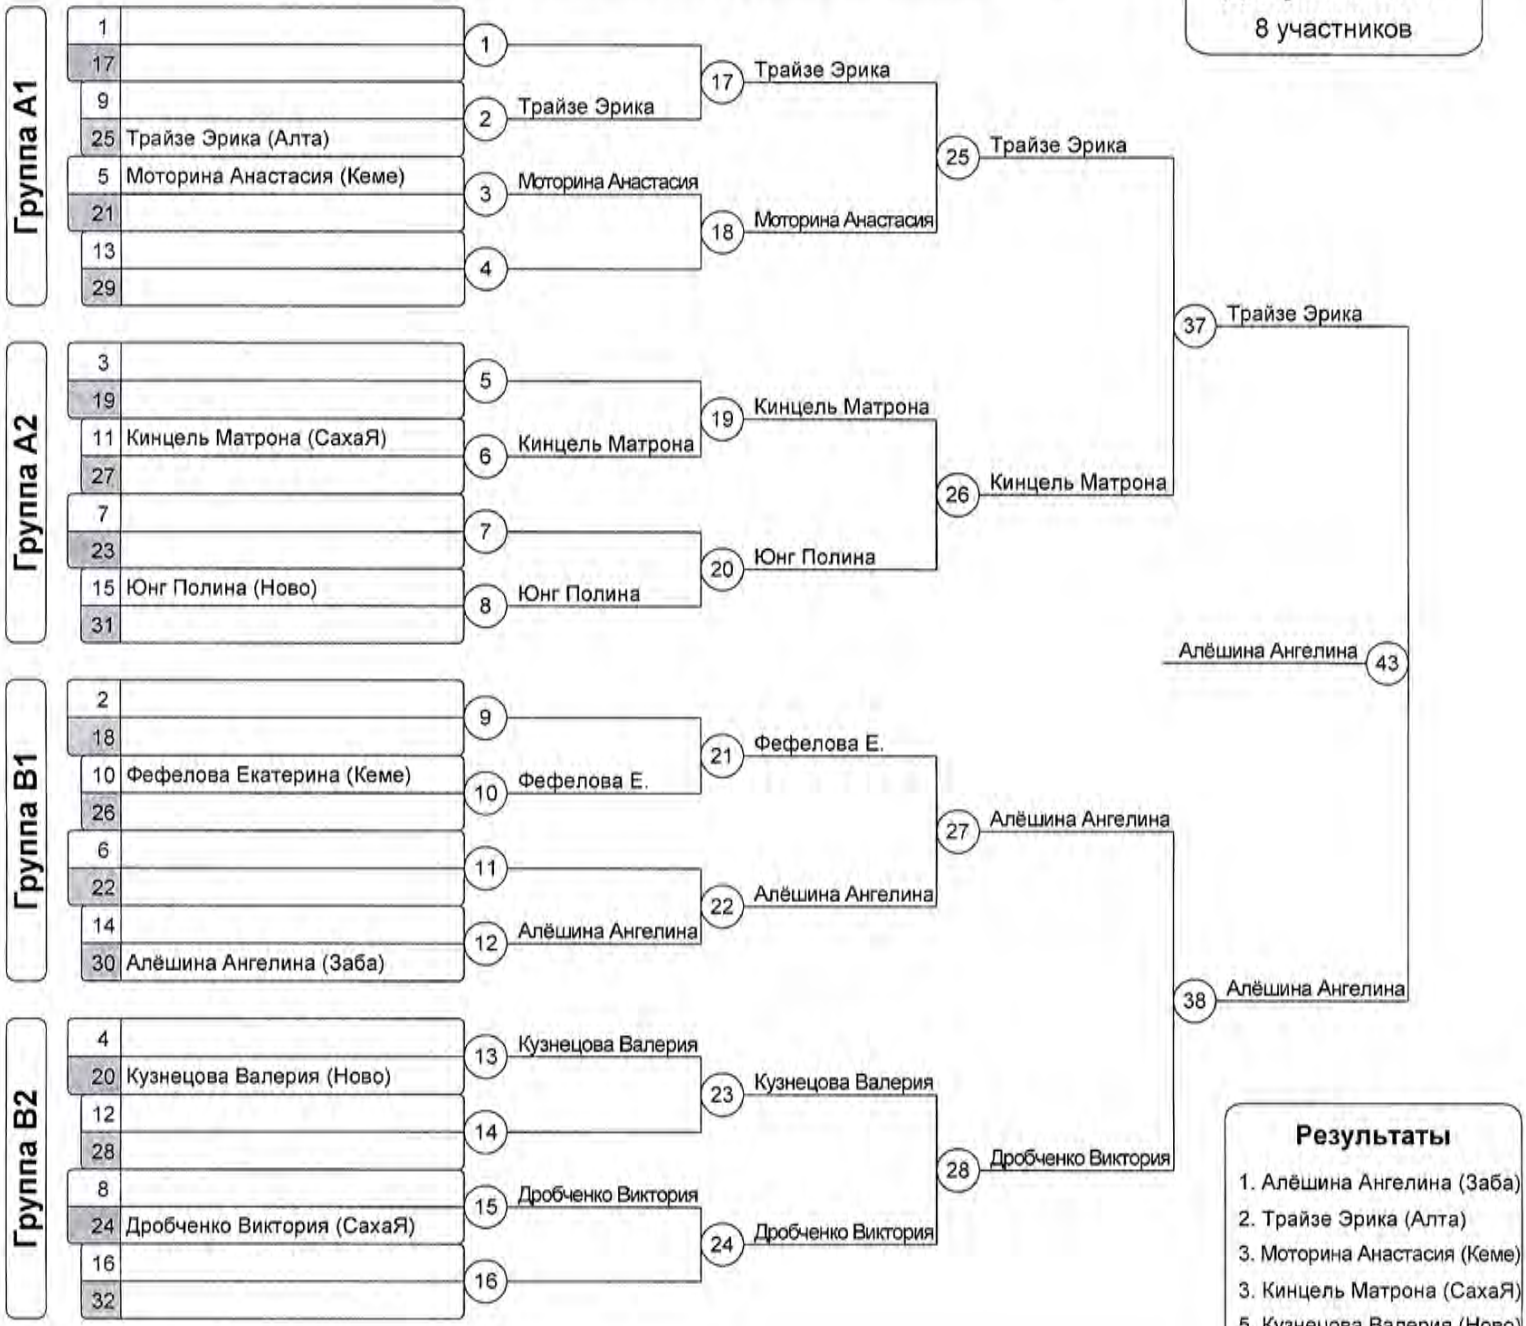 8 участников
Группа А1
1
17
9
25 Трайзе Эрика (Алта)
5 Моторина Анастасия (Кеме)
21
13
29
1
2 Трайзе Эрика
3 Моторина Анастасия
4
17 Трайзе Эрика
18 Моторина Анастасия
25 Трайзе Эрика
Группа А2
3
19
11 Кинцель Матрона (СахаЯ)
27
7
23
15 Юнг Полина (Ново)
31
5
6 Кинцель Матрона
7
8 Юнг Полина
19 Кинцель Матрона
20 Юнг Полина
26 Кинцель Матрона
37 Трайзе Эрика
Группа В1
2
18
10 Фефелова Екатерина (Кеме)
26
6
22
14
30 Алёшина Ангелина (Заба)
9
10 Фефелова Е.
11
12 Алёшина Ангелина
21 Фефелова Е.
22 Алёшина Ангелина
27 Алёшина Ангелина
Группа В2
4
20 Кузнецова Валерия (Ново)
12
28
8
24 Дробченко Виктория (СахаЯ)
16
32
13 Кузнецова Валерия
14
15 Дробченко Виктория
16
23 Кузнецова Валерия
24 Дробченко Виктория
28 Дробченко Виктория
38 Алёшина Ангелина
Алёшина Ангелина 43
Результаты
1. Алёшина Ангелина (Заба)
2. Трайзе Эрика (Алта)
3. Моторина Анастасия (Кеме)
3. Кинцель Матрона (СахаЯ)
5. Кузнецова Валерия (Ново)